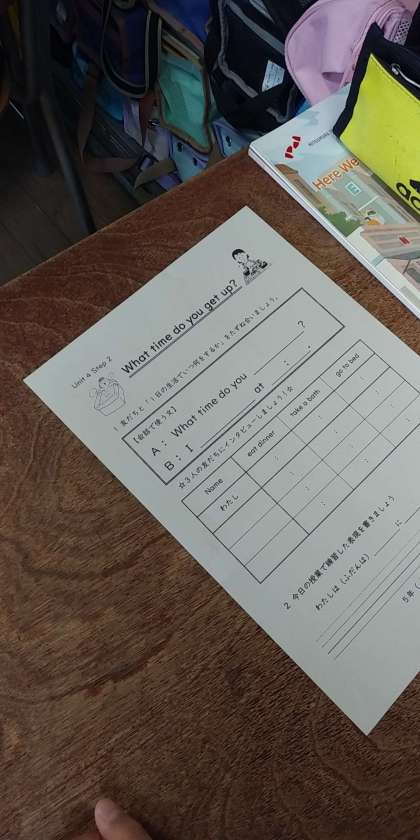 Here We
Unit 4 Step 2
What time do you get up?
1 友だちと「1日の生活でいつ何をするか」をたずね合いましょう。
【会話で使う文】
A： What time do you ?
B： I at : .
☆3人の友だちにインタビューしましょう！☆
Name eat dinner take a bath go to bed
わたし : : :
: : :
: :
2 今日の授業で練習した表現を書きましょう
わたしは（ふだんは） に
5年（